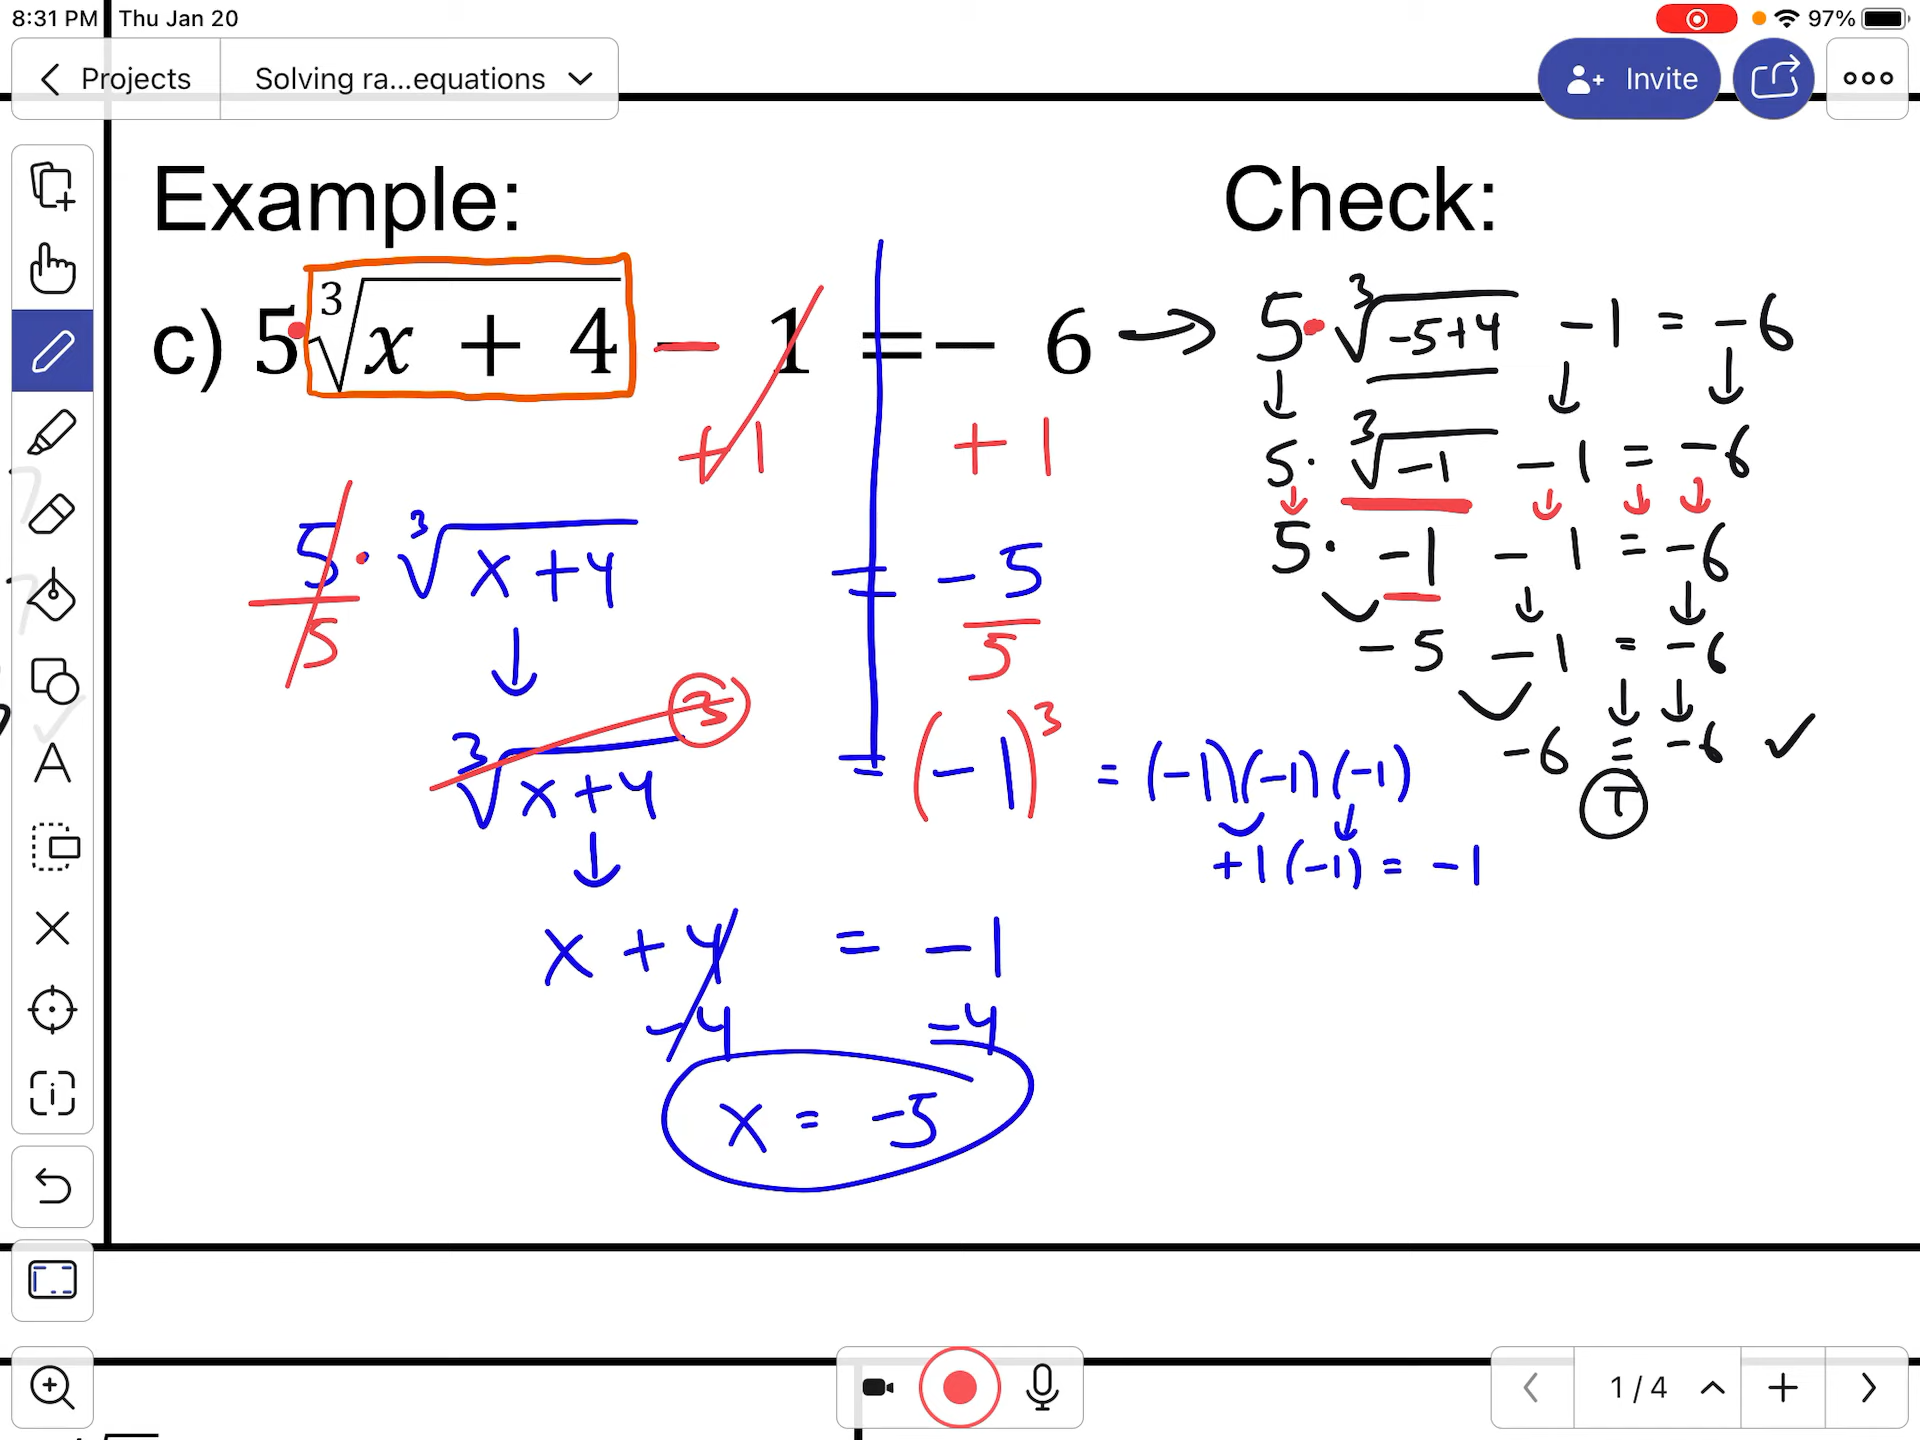 8:31 PM Thu Jan 20 97%
Projects Solving ra...equations Invite
Example:
c) 5·∛(x + 4) − 1 = − 6 →
+1 +1
5·∛(x+4) = −5
5 5
(∛(x+4))³ = (−1)³ = (−1)(−1)(−1)
+1(−1) = −1
x + 4 = −1
−4 −4
x = −5
Check:
5·∛(−5+4) −1 = −6
5·∛(−1) −1 = −6
5· −1 − 1 = −6
−5 −1 = −6
−6 = −6 ✓
T
A
1 / 4